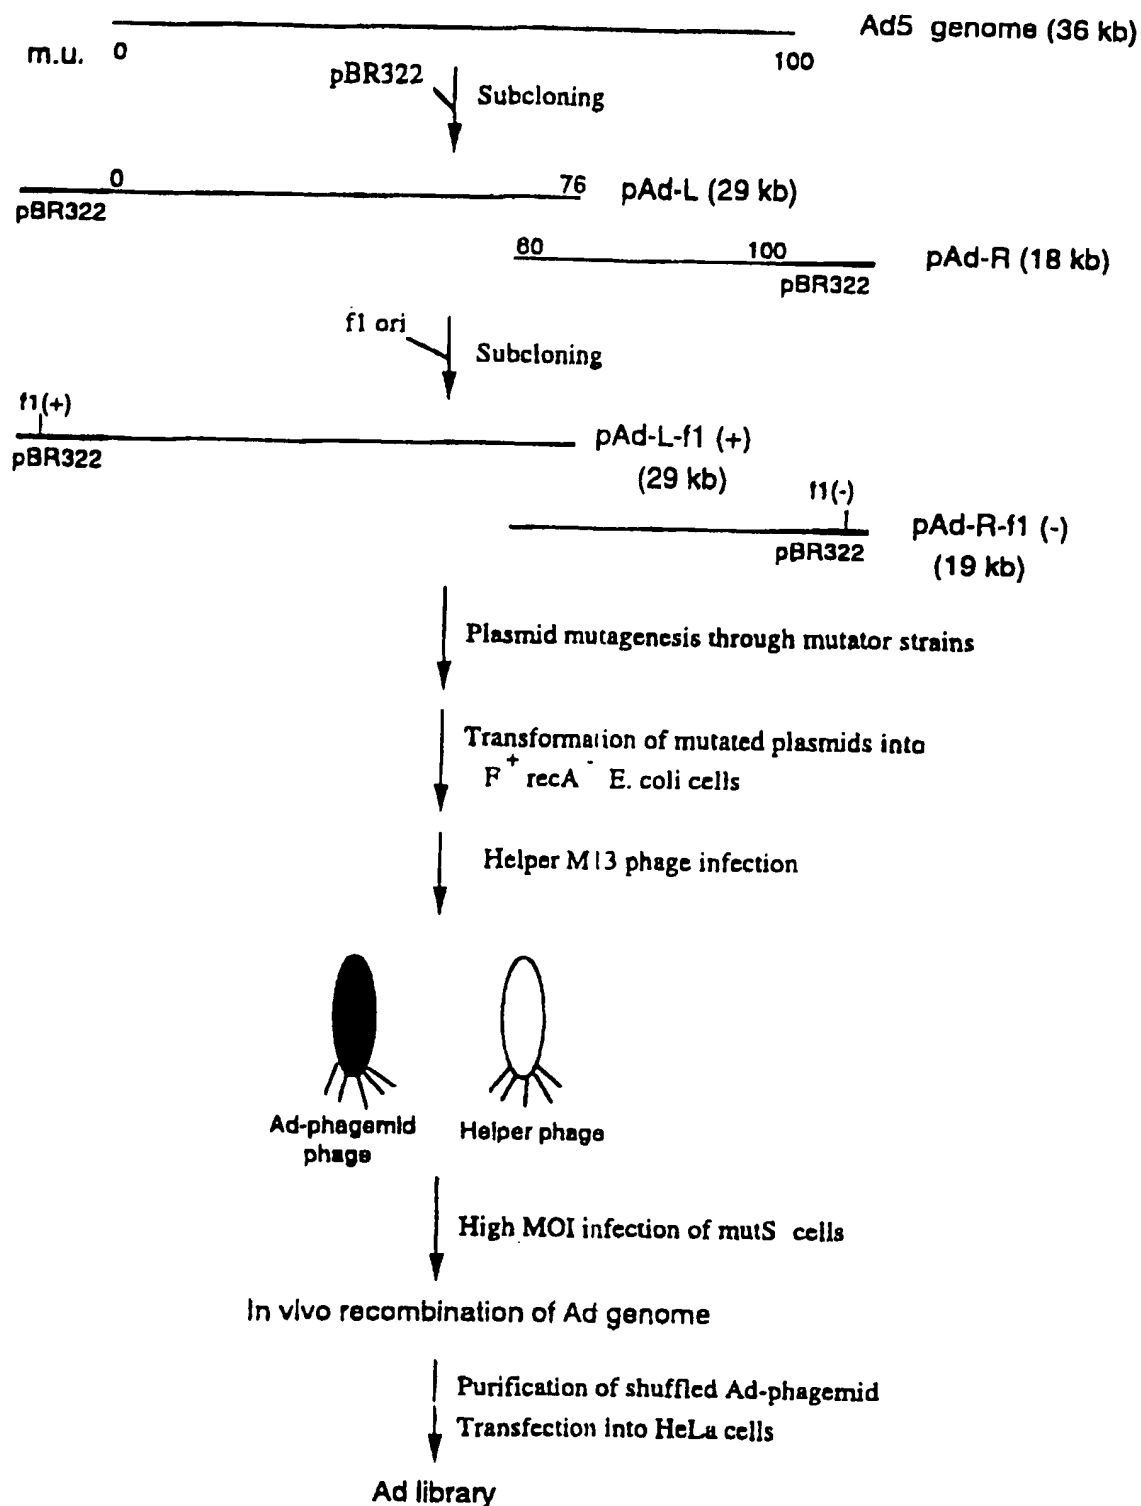 Ad5 genome (36 kb)
m.u. 0 100
pBR322
Subcloning
0 76 pAd-L (29 kb)
pBR322
60 100 pAd-R (18 kb)
pBR322
f1 ori
Subcloning
f1(+)
pBR322
pAd-L-f1 (+)
(29 kb)
f1(-)
pBR322
pAd-R-f1 (-)
(19 kb)
Plasmid mutagenesis through mutator strains
Transformation of mutated plasmids into
F+ recA- E. coli cells
Helper M13 phage infection
Ad-phagemid
phage
Helper phage
High MOI infection of mutS cells
In vivo recombination of Ad genome
Purification of shuffled Ad-phagemid
Transfection into HeLa cells
Ad library